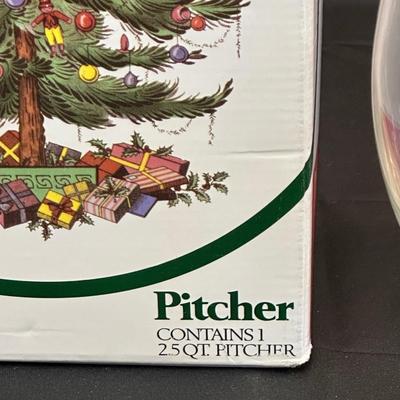 Pitcher
CONTAINS 1
2.5 QT. PITCHER